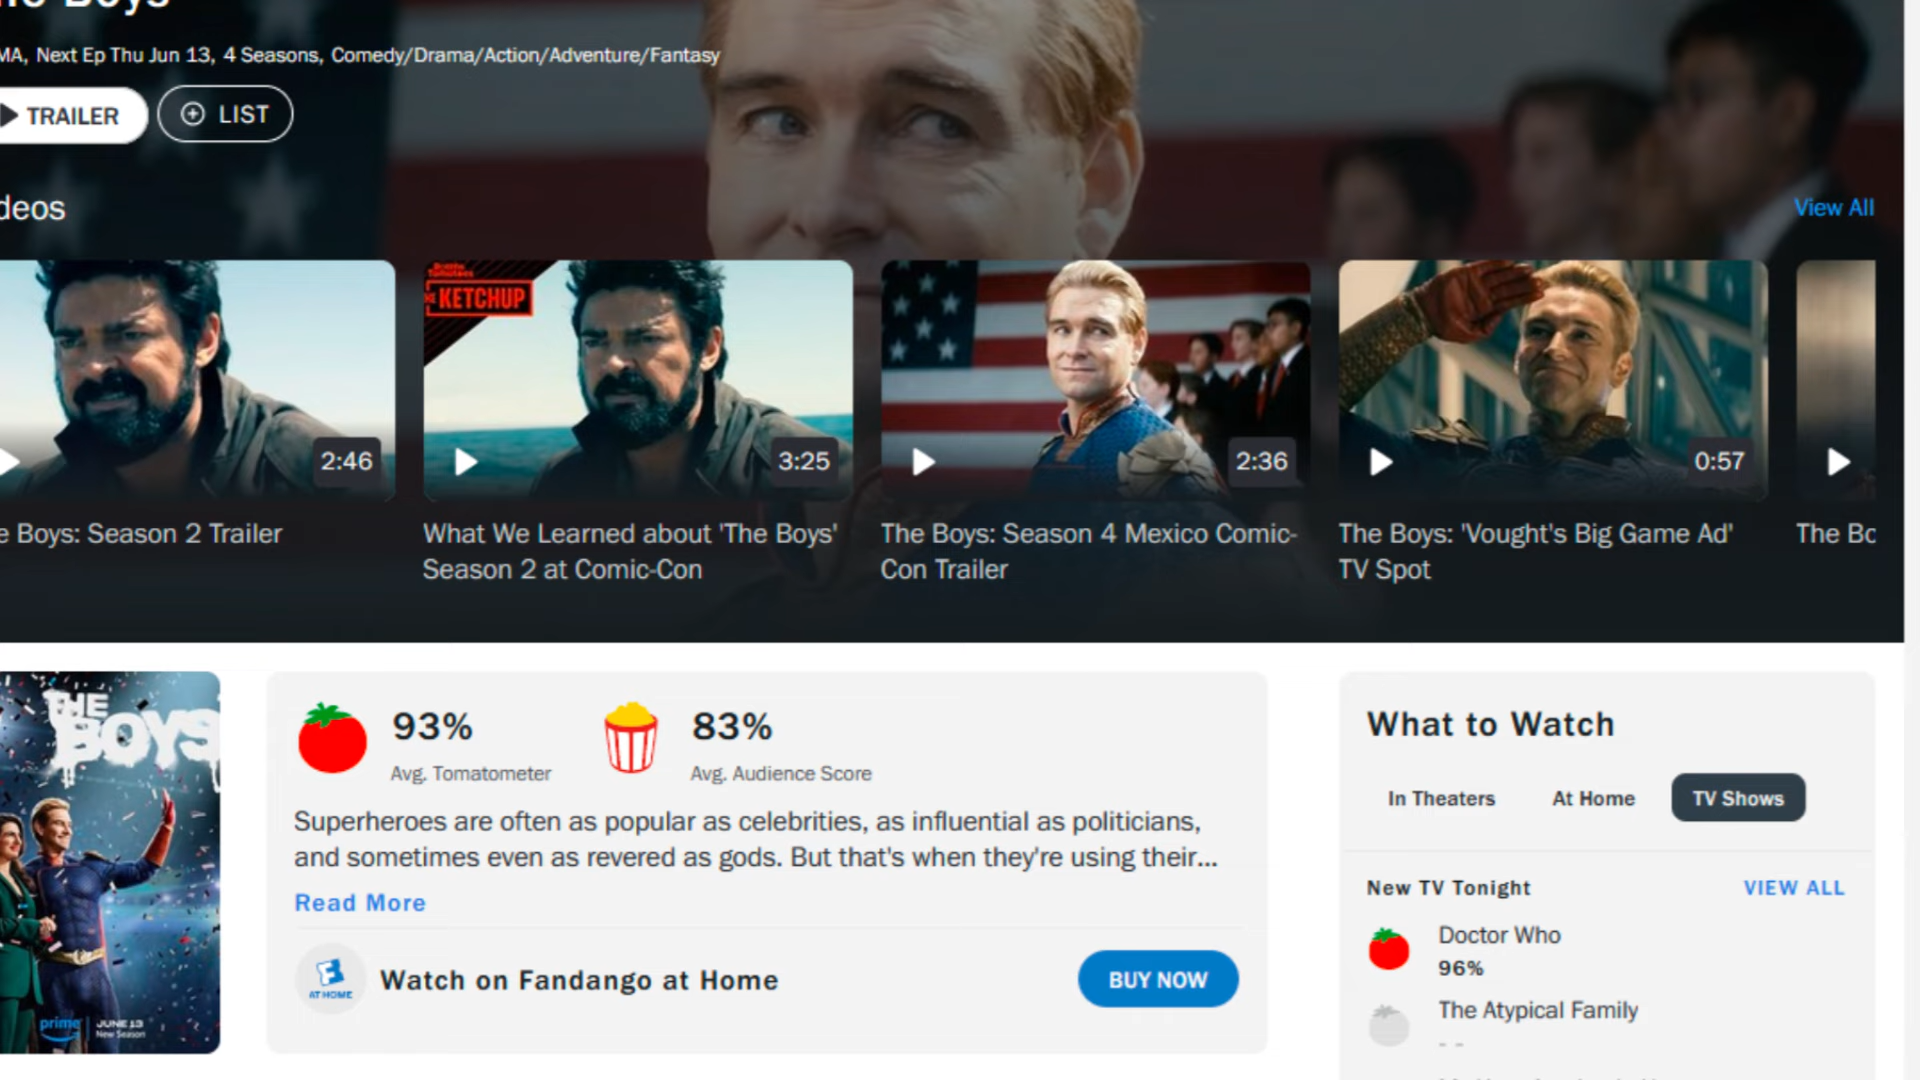 Boys
MA, Next Ep Thu Jun 13, 4 Seasons, Comedy/Drama/Action/Adventure/Fantasy
TRAILER
LIST
deos
View All
KETCHUP
2:46
3:25
2:36
0:57
e Boys: Season 2 Trailer
What We Learned about 'The Boys'
Season 2 at Comic-Con
The Boys: Season 4 Mexico Comic-
Con Trailer
The Boys: 'Vought's Big Game Ad'
TV Spot
The Bo
THE
BOYS
prime
JUNE 13
New Season
93%
Avg. Tomatometer
83%
Avg. Audience Score
Superheroes are often as popular as celebrities, as influential as politicians,
and sometimes even as revered as gods. But that's when they're using their...
Read More
AT HOME
Watch on Fandango at Home
BUY NOW
What to Watch
In Theaters
At Home
TV Shows
New TV Tonight
VIEW ALL
Doctor Who
96%
The Atypical Family
- -